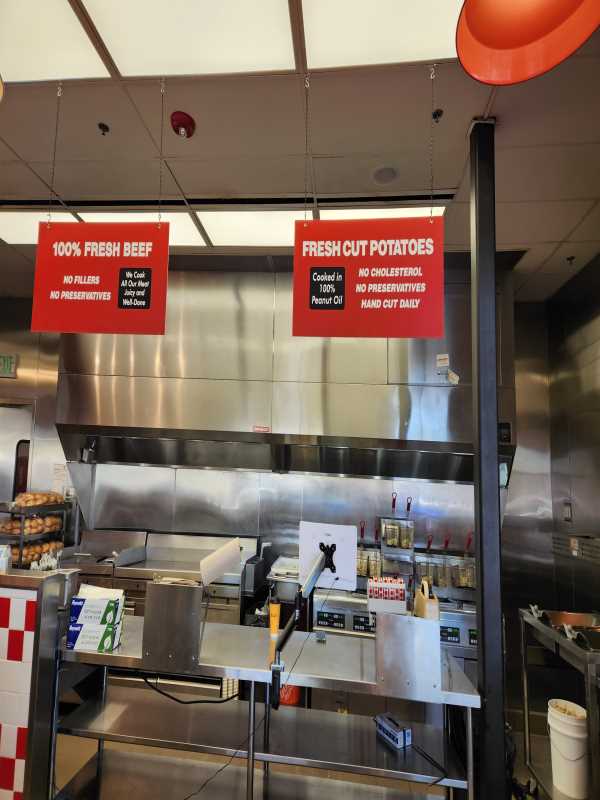 100% FRESH BEEF
NO FILLERS
NO PRESERVATIVES
We Cook
All Our Meat
Juicy and
Well-Done
FRESH CUT POTATOES
Cooked in
100%
Peanut Oil
NO CHOLESTEROL
NO PRESERVATIVES
HAND CUT DAILY